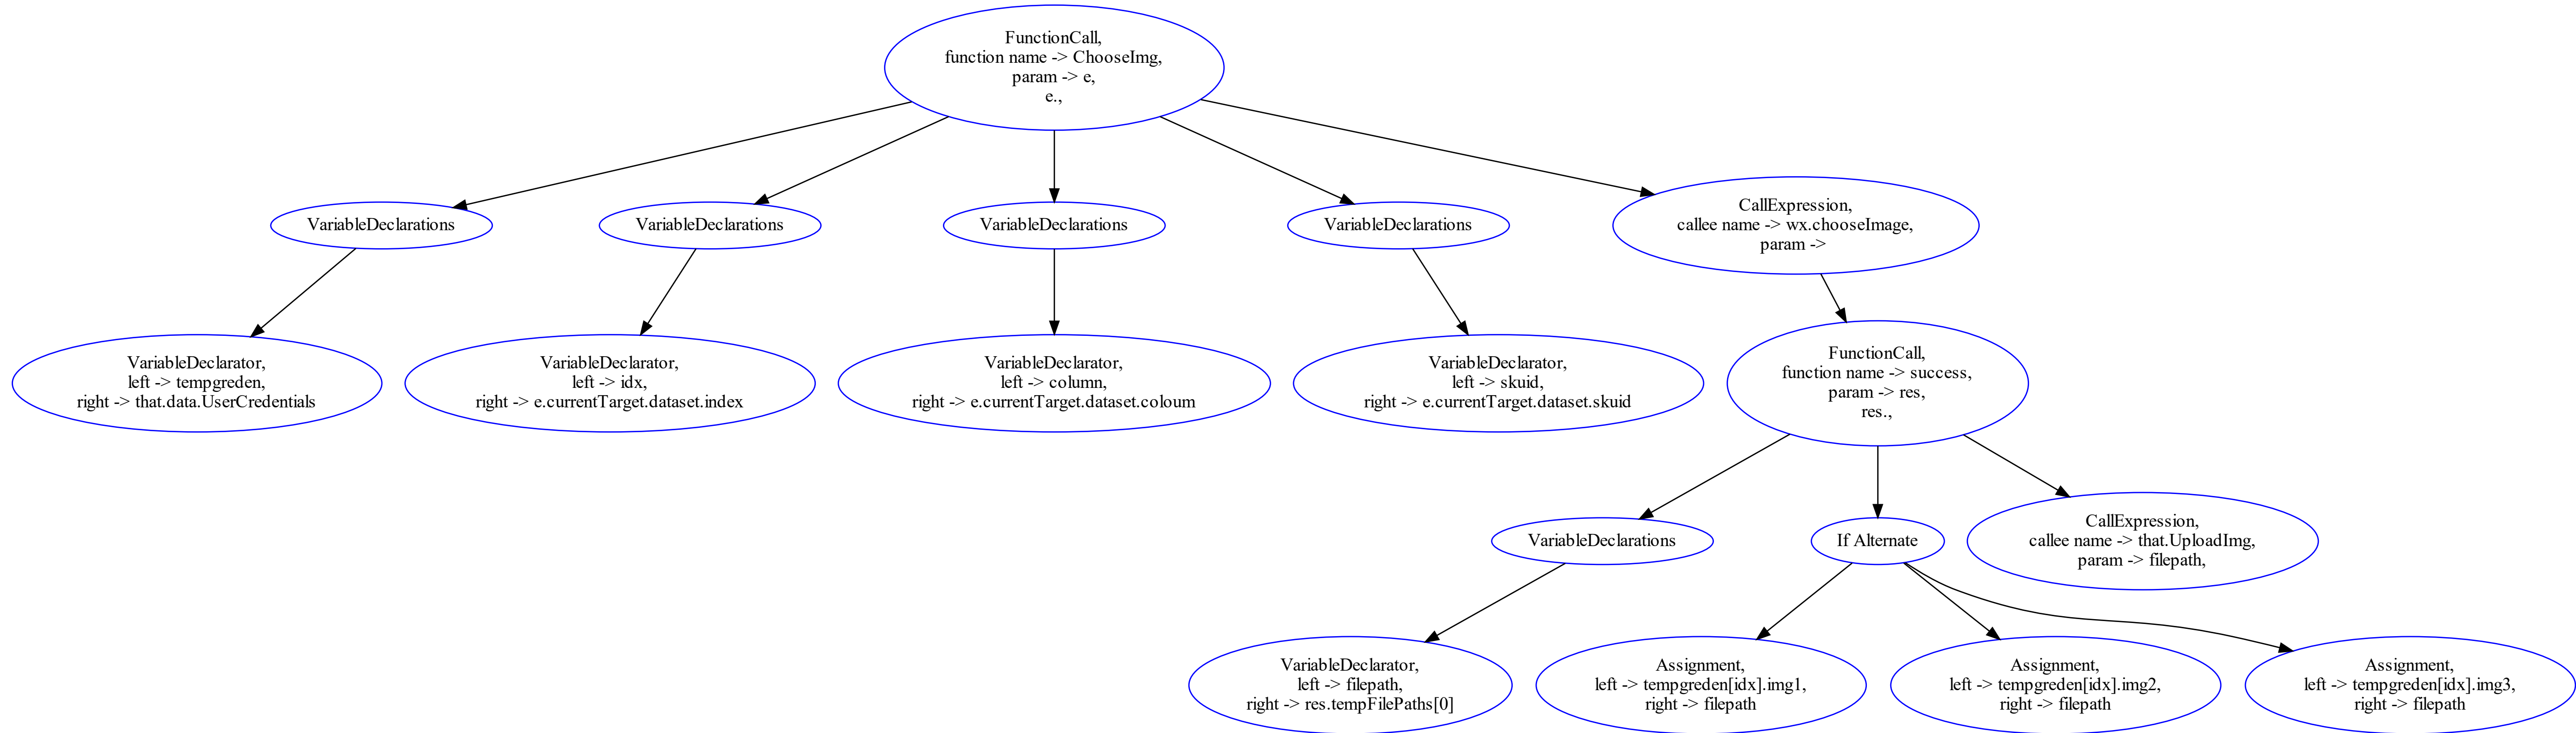 FunctionCall,
function name -> ChooseImg,
param -> e,
e.,
VariableDeclarations
VariableDeclarations
VariableDeclarations
VariableDeclarations
CallExpression,
callee name -> wx.chooseImage,
param ->
VariableDeclarator,
left -> tempgreden,
right -> that.data.UserCredentials
VariableDeclarator,
left -> idx,
right -> e.currentTarget.dataset.index
VariableDeclarator,
left -> column,
right -> e.currentTarget.dataset.coloum
VariableDeclarator,
left -> skuid,
right -> e.currentTarget.dataset.skuid
FunctionCall,
function name -> success,
param -> res,
res.,
VariableDeclarations
If Alternate
CallExpression,
callee name -> that.UploadImg,
param -> filepath,
VariableDeclarator,
left -> filepath,
right -> res.tempFilePaths[0]
Assignment,
left -> tempgreden[idx].img1,
right -> filepath
Assignment,
left -> tempgreden[idx].img2,
right -> filepath
Assignment,
left -> tempgreden[idx].img3,
right -> filepath